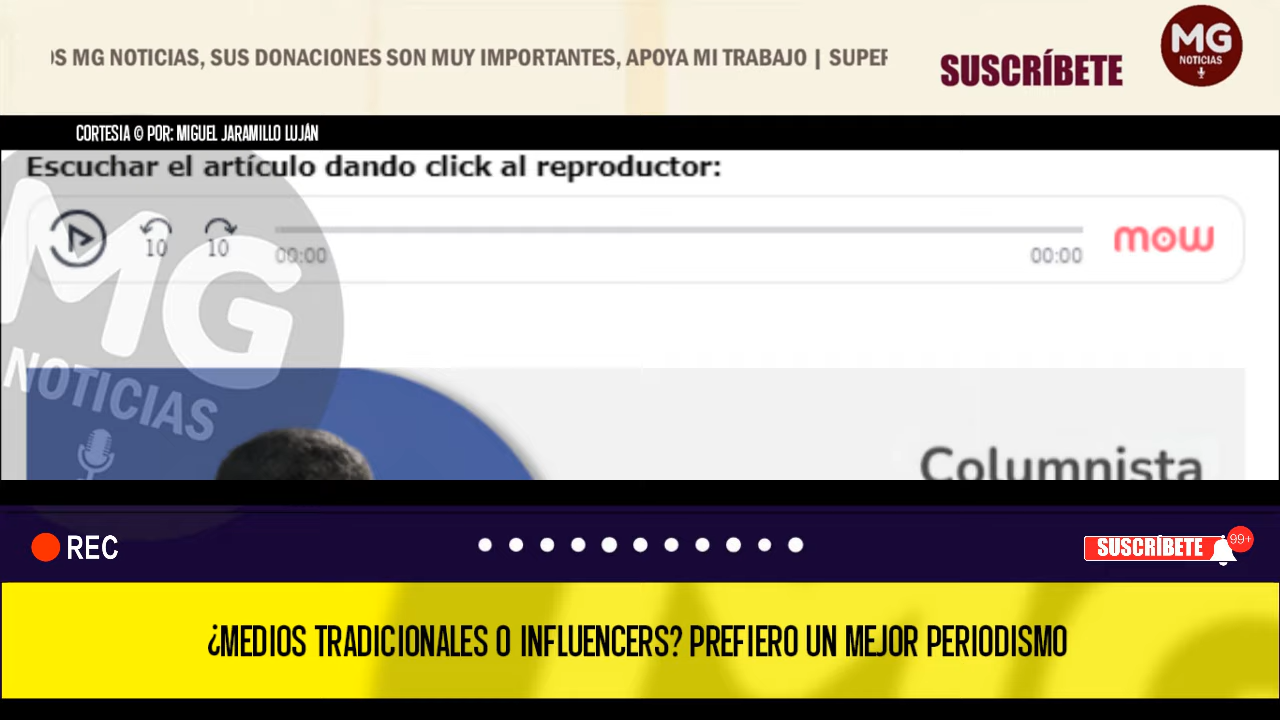 OS MG NOTICIAS, SUS DONACIONES SON MUY IMPORTANTES, APOYA MI TRABAJO | SUPER
SUSCRÍBETE
MG
NOTICIAS
CORTESIA © POR: MIGUEL JARAMILLO LUJÁN
Escuchar el artículo dando click al reproductor:
10
10
00:00
00:00
mow
MG
NOTICIAS
Columnista
REC
SUSCRÍBETE
99+
¿MEDIOS TRADICIONALES O INFLUENCERS? PREFIERO UN MEJOR PERIODISMO